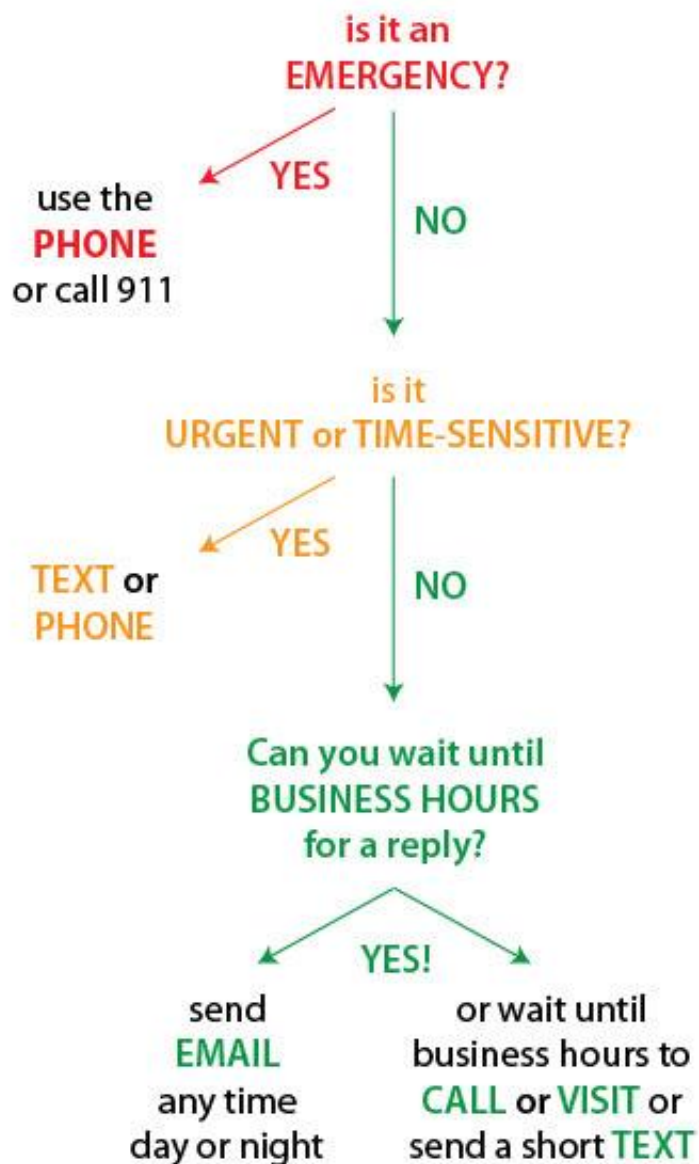 is it an
EMERGENCY?
YES
NO
use the
PHONE
or call 911
is it
URGENT or TIME-SENSITIVE?
YES
NO
TEXT or
PHONE
Can you wait until
BUSINESS HOURS
for a reply?
YES!
send
EMAIL
any time
day or night
or wait until
business hours to
CALL or VISIT or
send a short TEXT